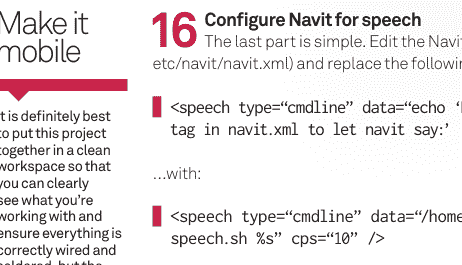 Make it
mobile
t is definitely best
to put this project
together in a clean
workspace so that
you can clearly
see what you're
working with and
ensure everything is
correctly wired and
16 Configure Navit for speech
The last part is simple. Edit the Navi
etc/navit/navit.xml) and replace the followin
<speech type=“cmdline” data=“echo ‘
tag in navit.xml to let navit say:’
...with:
<speech type=“cmdline” data=“/home
speech.sh %s” cps=“10” />